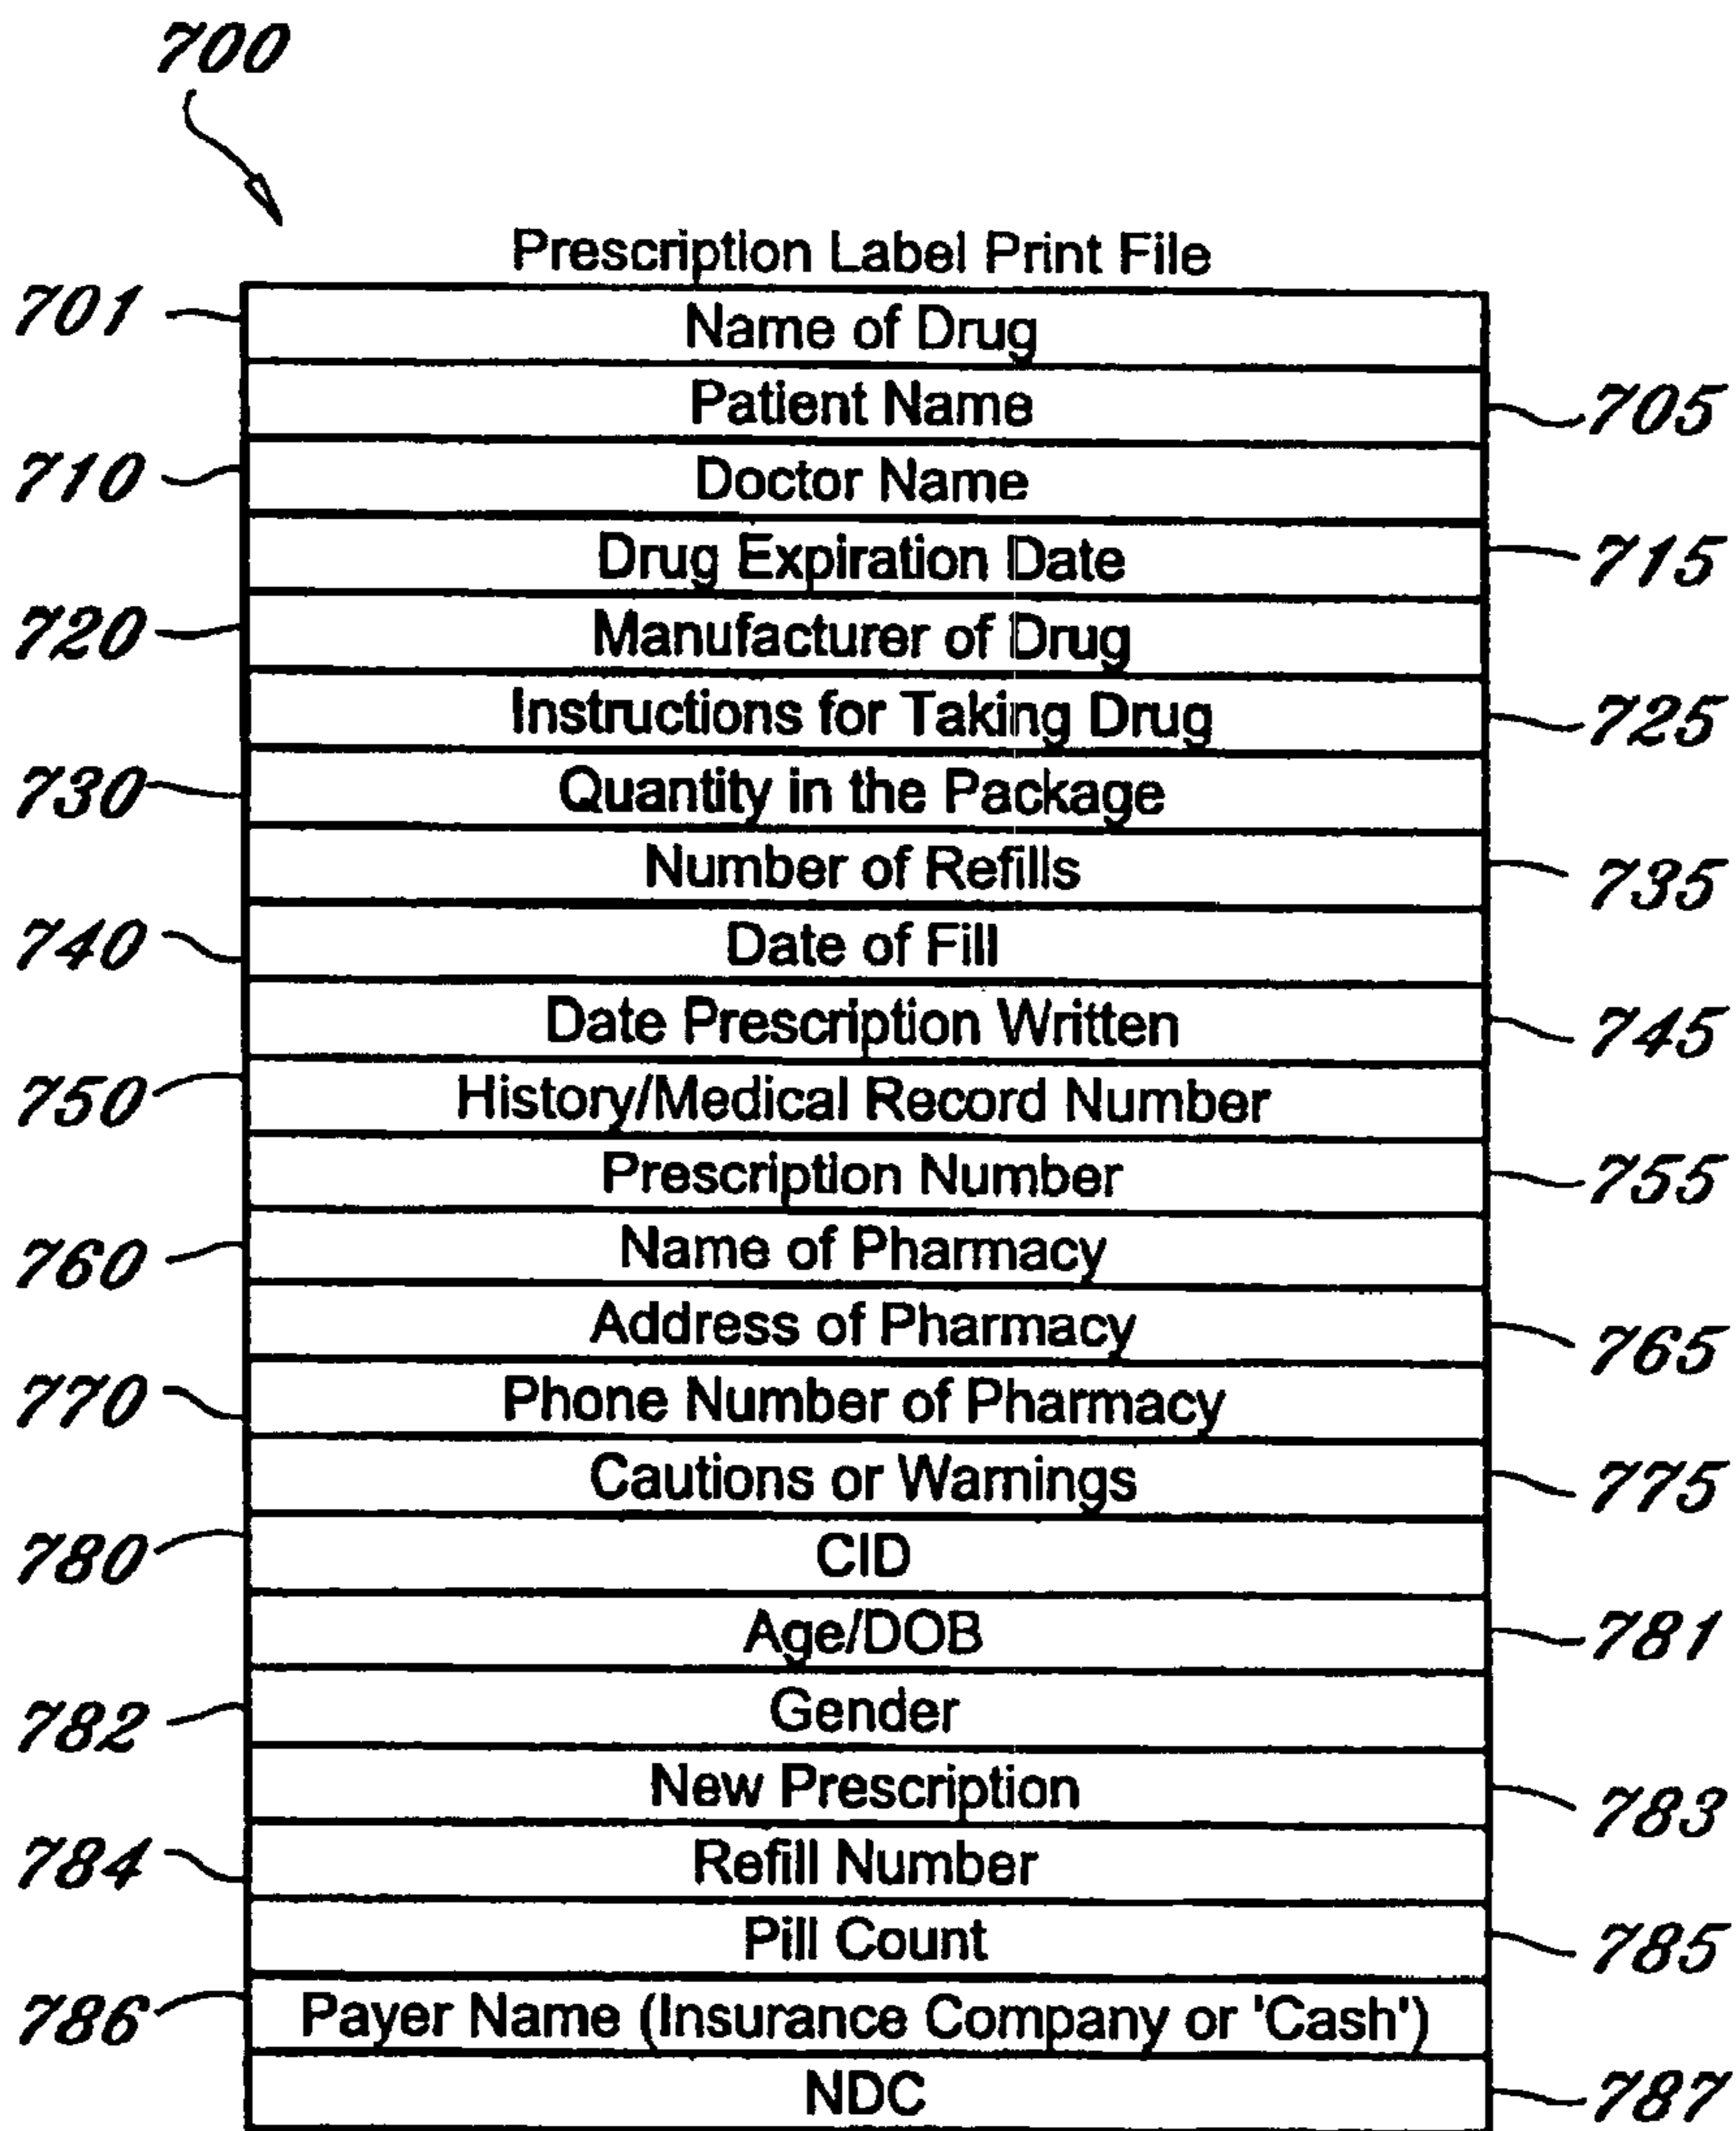 700
Prescription Label Print File
701 Name of Drug
Patient Name 705
710 Doctor Name
Drug Expiration Date 715
720 Manufacturer of Drug
Instructions for Taking Drug 725
730 Quantity in the Package
Number of Refills 735
740 Date of Fill
Date Prescription Written 745
750 History/Medical Record Number
Prescription Number 755
760 Name of Pharmacy
Address of Pharmacy 765
770 Phone Number of Pharmacy
Cautions or Warnings 775
780 CID
Age/DOB 781
782 Gender
New Prescription 783
784 Refill Number
Pill Count 785
786 Payer Name (Insurance Company or 'Cash')
NDC 787